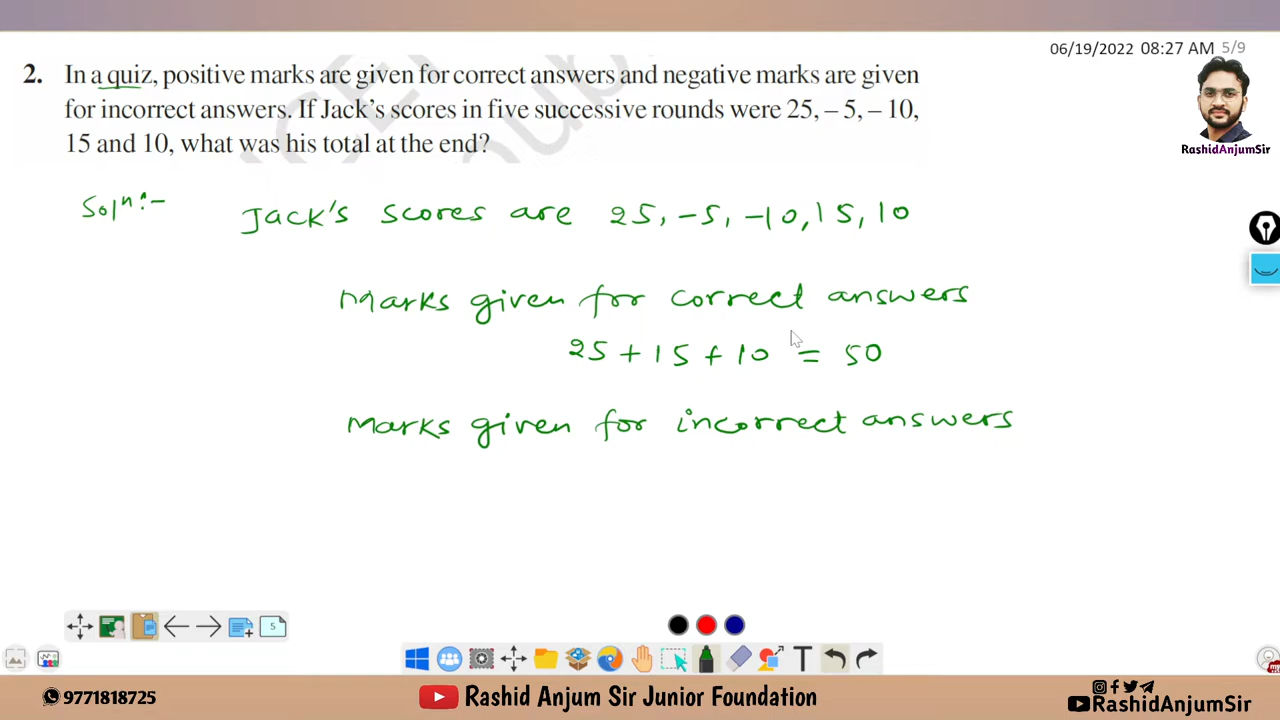 06/19/2022 08:27 AM 5/9
2. In a quiz, positive marks are given for correct answers and negative marks are given
for incorrect answers. If Jack's scores in five successive rounds were 25, – 5, – 10,
15 and 10, what was his total at the end?
RashidAnjumSir
Solⁿ:-
Jack's scores are 25, -5, -10, 15, 10
Marks given for correct answers
25 + 15 + 10 = 50
Marks given for incorrect answers
5
T
9771818725
Rashid Anjum Sir Junior Foundation
RashidAnjumSir